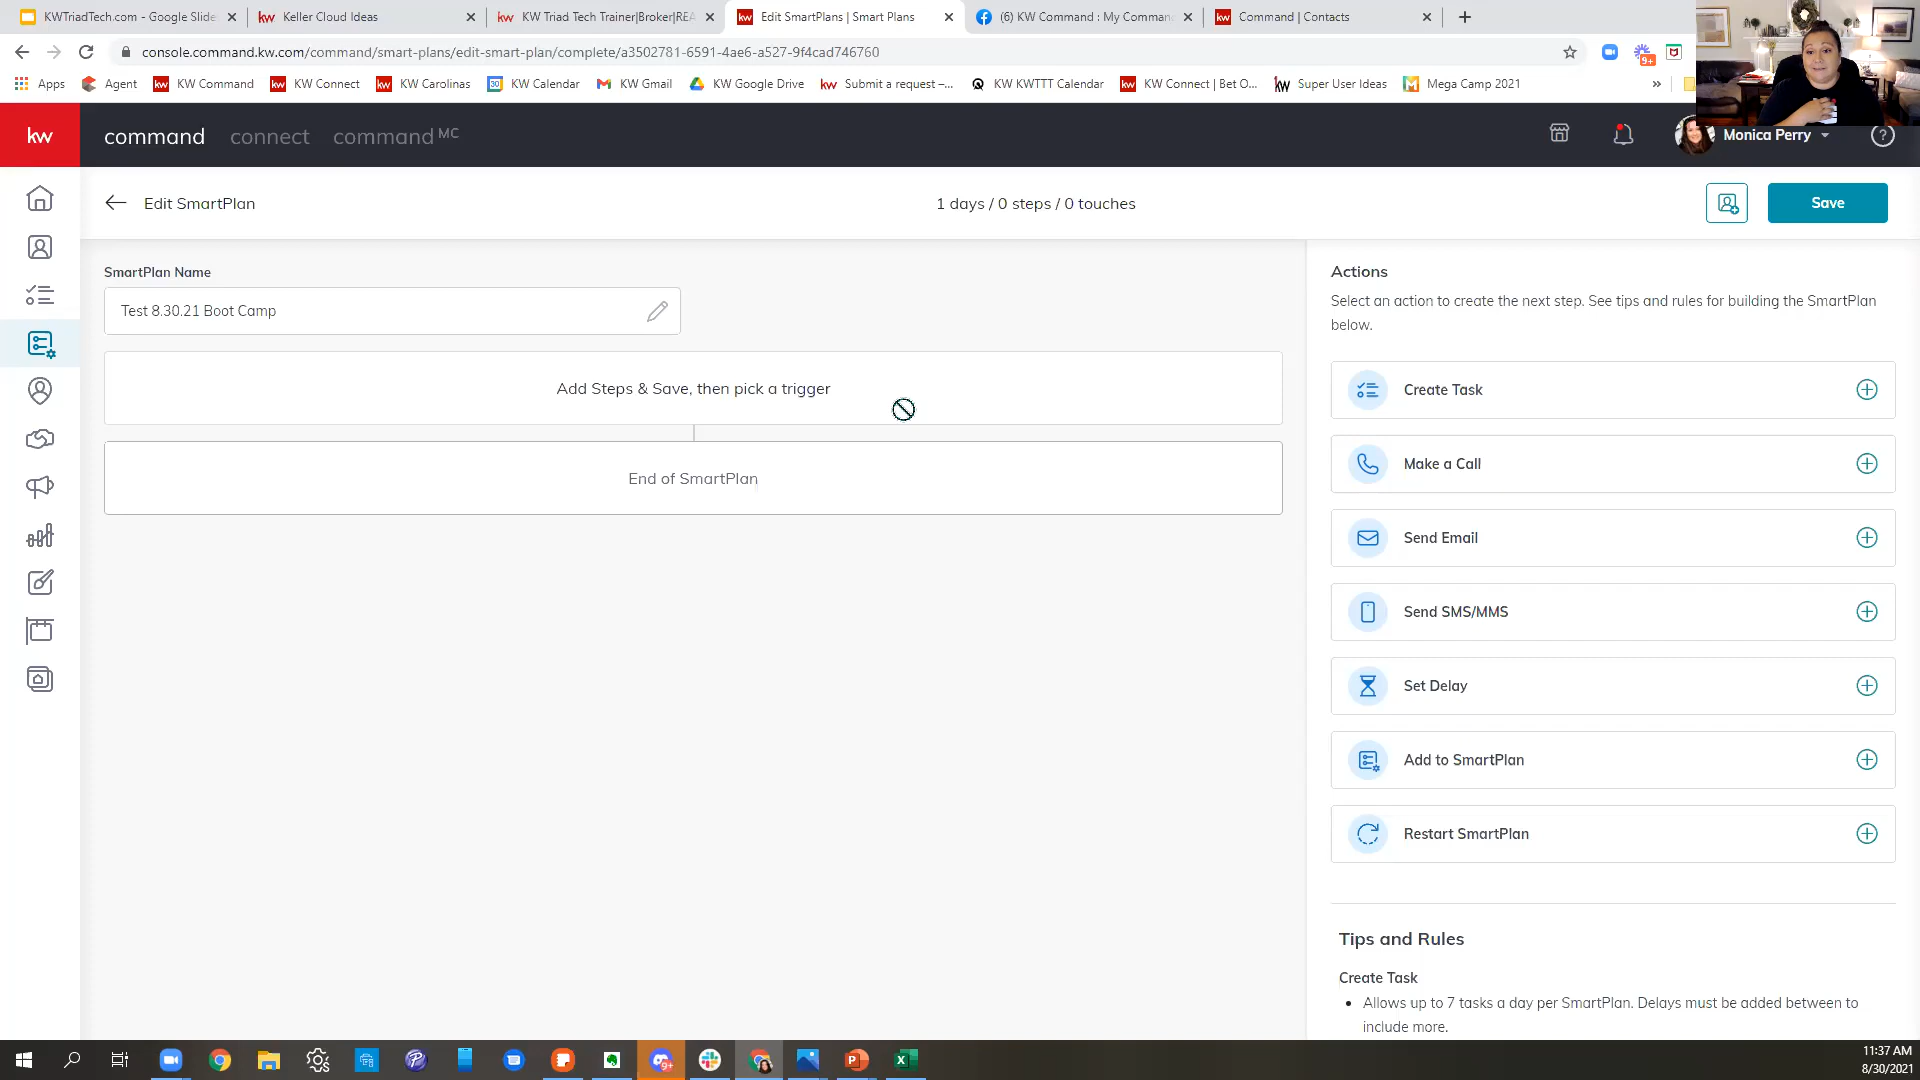 KWTriadTech.com - Google Slide
Keller Cloud Ideas
KW Triad Tech Trainer|Broker|REA
Edit SmartPlans | Smart Plans
(6) KW Command : My Comman
Command | Contacts
console.command.kw.com/command/smart-plans/edit-smart-plan/complete/a3502781-6591-4ae6-a527-9f4cad746760
9+
Apps
Agent
KW Command
KW Connect
KW Carolinas
KW Calendar
KW Gmail
KW Google Drive
Submit a request –...
KW KWTTT Calendar
KW Connect | Bet O...
Super User Ideas
Mega Camp 2021
»
kw
command
connect
command MC
Monica Perry
?
Edit SmartPlan
1 days / 0 steps / 0 touches
Save
SmartPlan Name
Test 8.30.21 Boot Camp
Add Steps & Save, then pick a trigger
End of SmartPlan
Actions
Select an action to create the next step. See tips and rules for building the SmartPlan
below.
Create Task
Make a Call
Send Email
Send SMS/MMS
Set Delay
Add to SmartPlan
Restart SmartPlan
Tips and Rules
Create Task
• Allows up to 7 tasks a day per SmartPlan. Delays must be added between to
include more.
9+
11:37 AM
8/30/2021